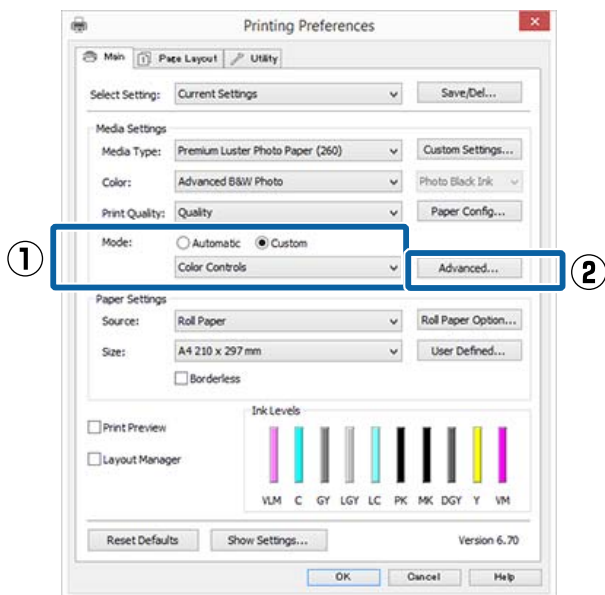 Printing Preferences
Main Page Layout Utility
Select Setting: Current Settings Save/Del...
Media Settings
Media Type: Premium Luster Photo Paper (260) Custom Settings...
Color: Advanced B&W Photo Photo Black Ink
Print Quality: Quality Paper Config...
Mode: Automatic Custom
① Color Controls Advanced... ②
Paper Settings
Source: Roll Paper Roll Paper Option...
Size: A4 210 x 297 mm User Defined...
Borderless
Ink Levels
Print Preview
Layout Manager
VLM C GY LGY LC PK MK DGY Y VM
Reset Defaults Show Settings... Version 6.70
OK Cancel Help